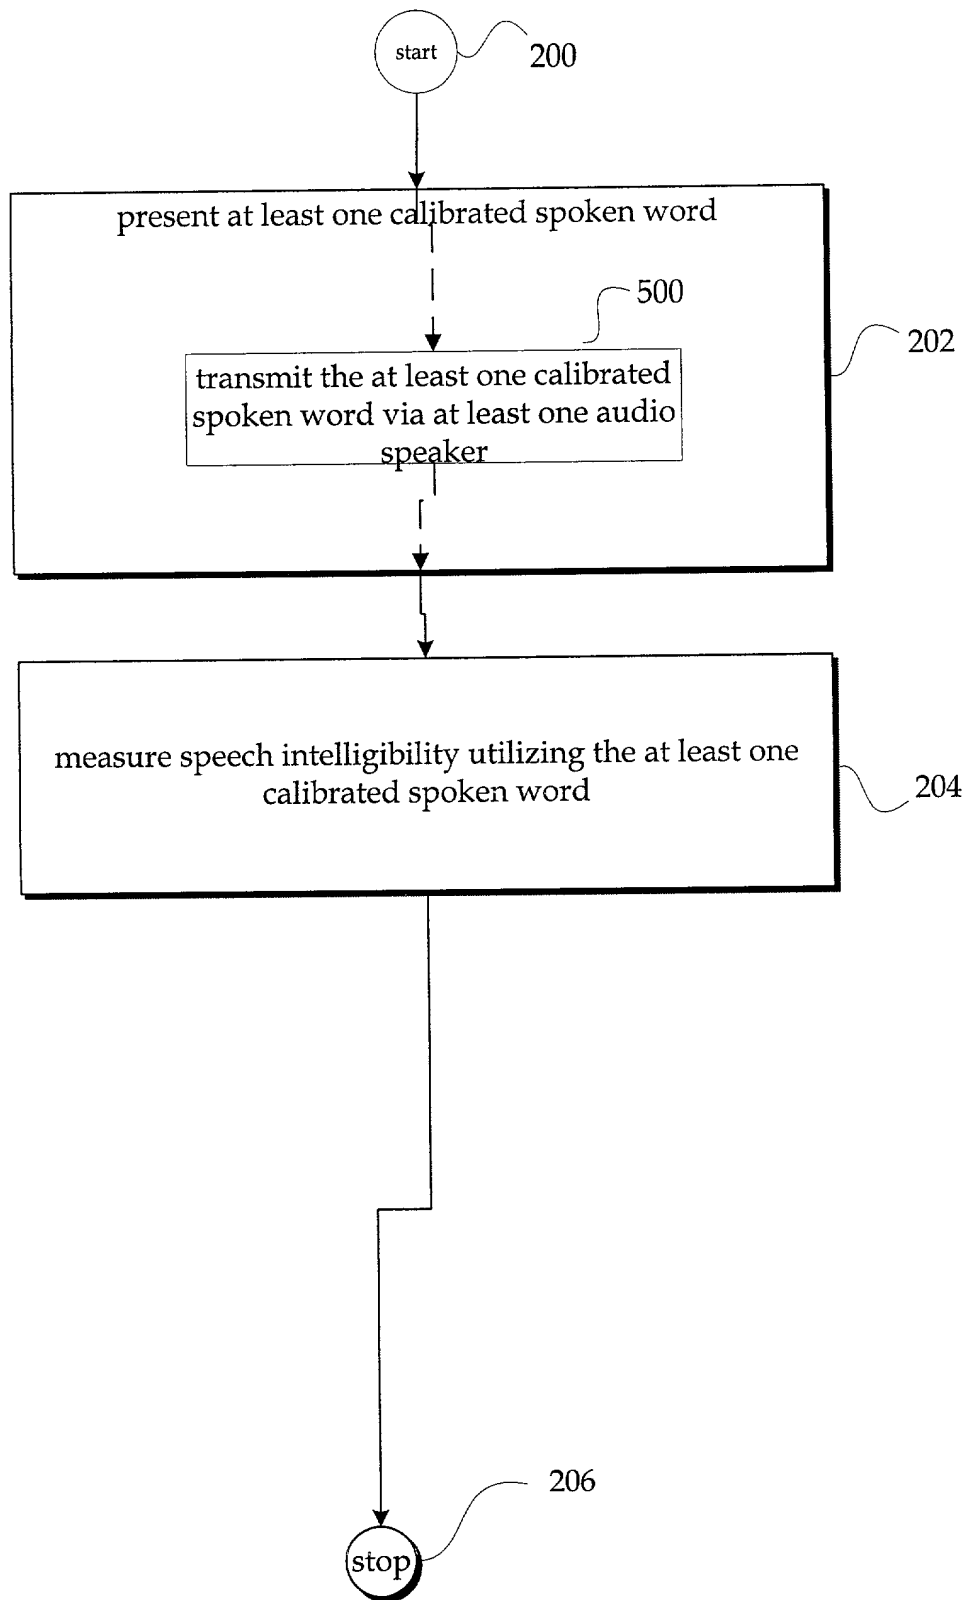 start
200
present at least one calibrated spoken word
500
202
transmit the at least one calibrated
spoken word via at least one audio
speaker
measure speech intelligibility utilizing the at least one
calibrated spoken word
204
206
stop